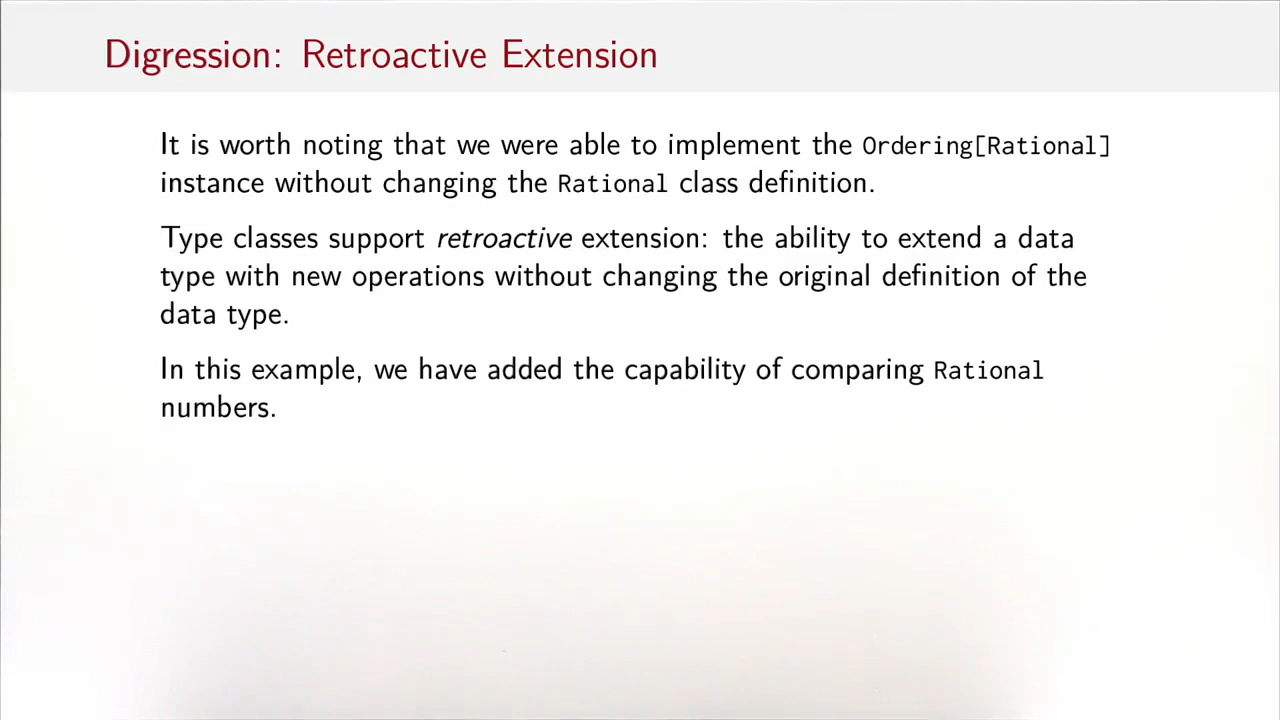 Digression: Retroactive Extension
It is worth noting that we were able to implement the Ordering[Rational]
instance without changing the Rational class definition.
Type classes support retroactive extension: the ability to extend a data
type with new operations without changing the original definition of the
data type.
In this example, we have added the capability of comparing Rational
numbers.